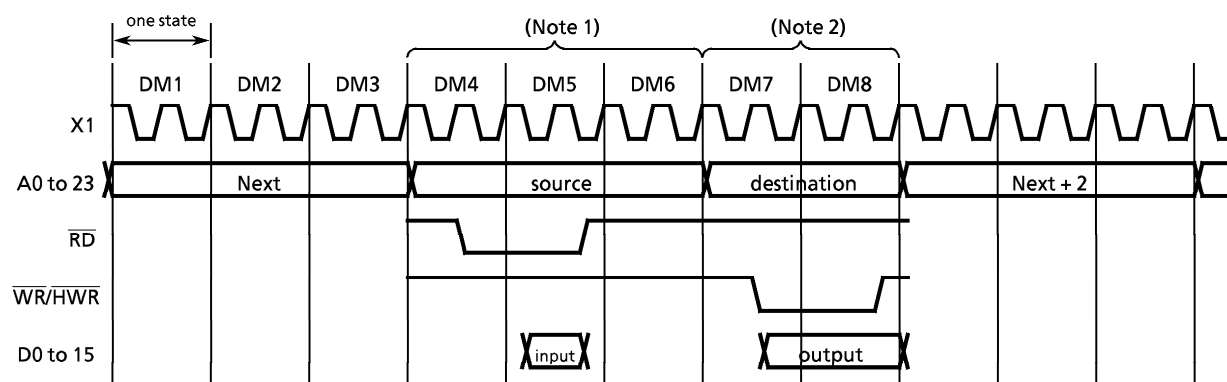 one state
(Note 1)
(Note 2)
DM1 DM2 DM3 DM4 DM5 DM6 DM7 DM8
X1
A0 to 23 Next source destination Next + 2
RD
WR/HWR
D0 to 15 input output